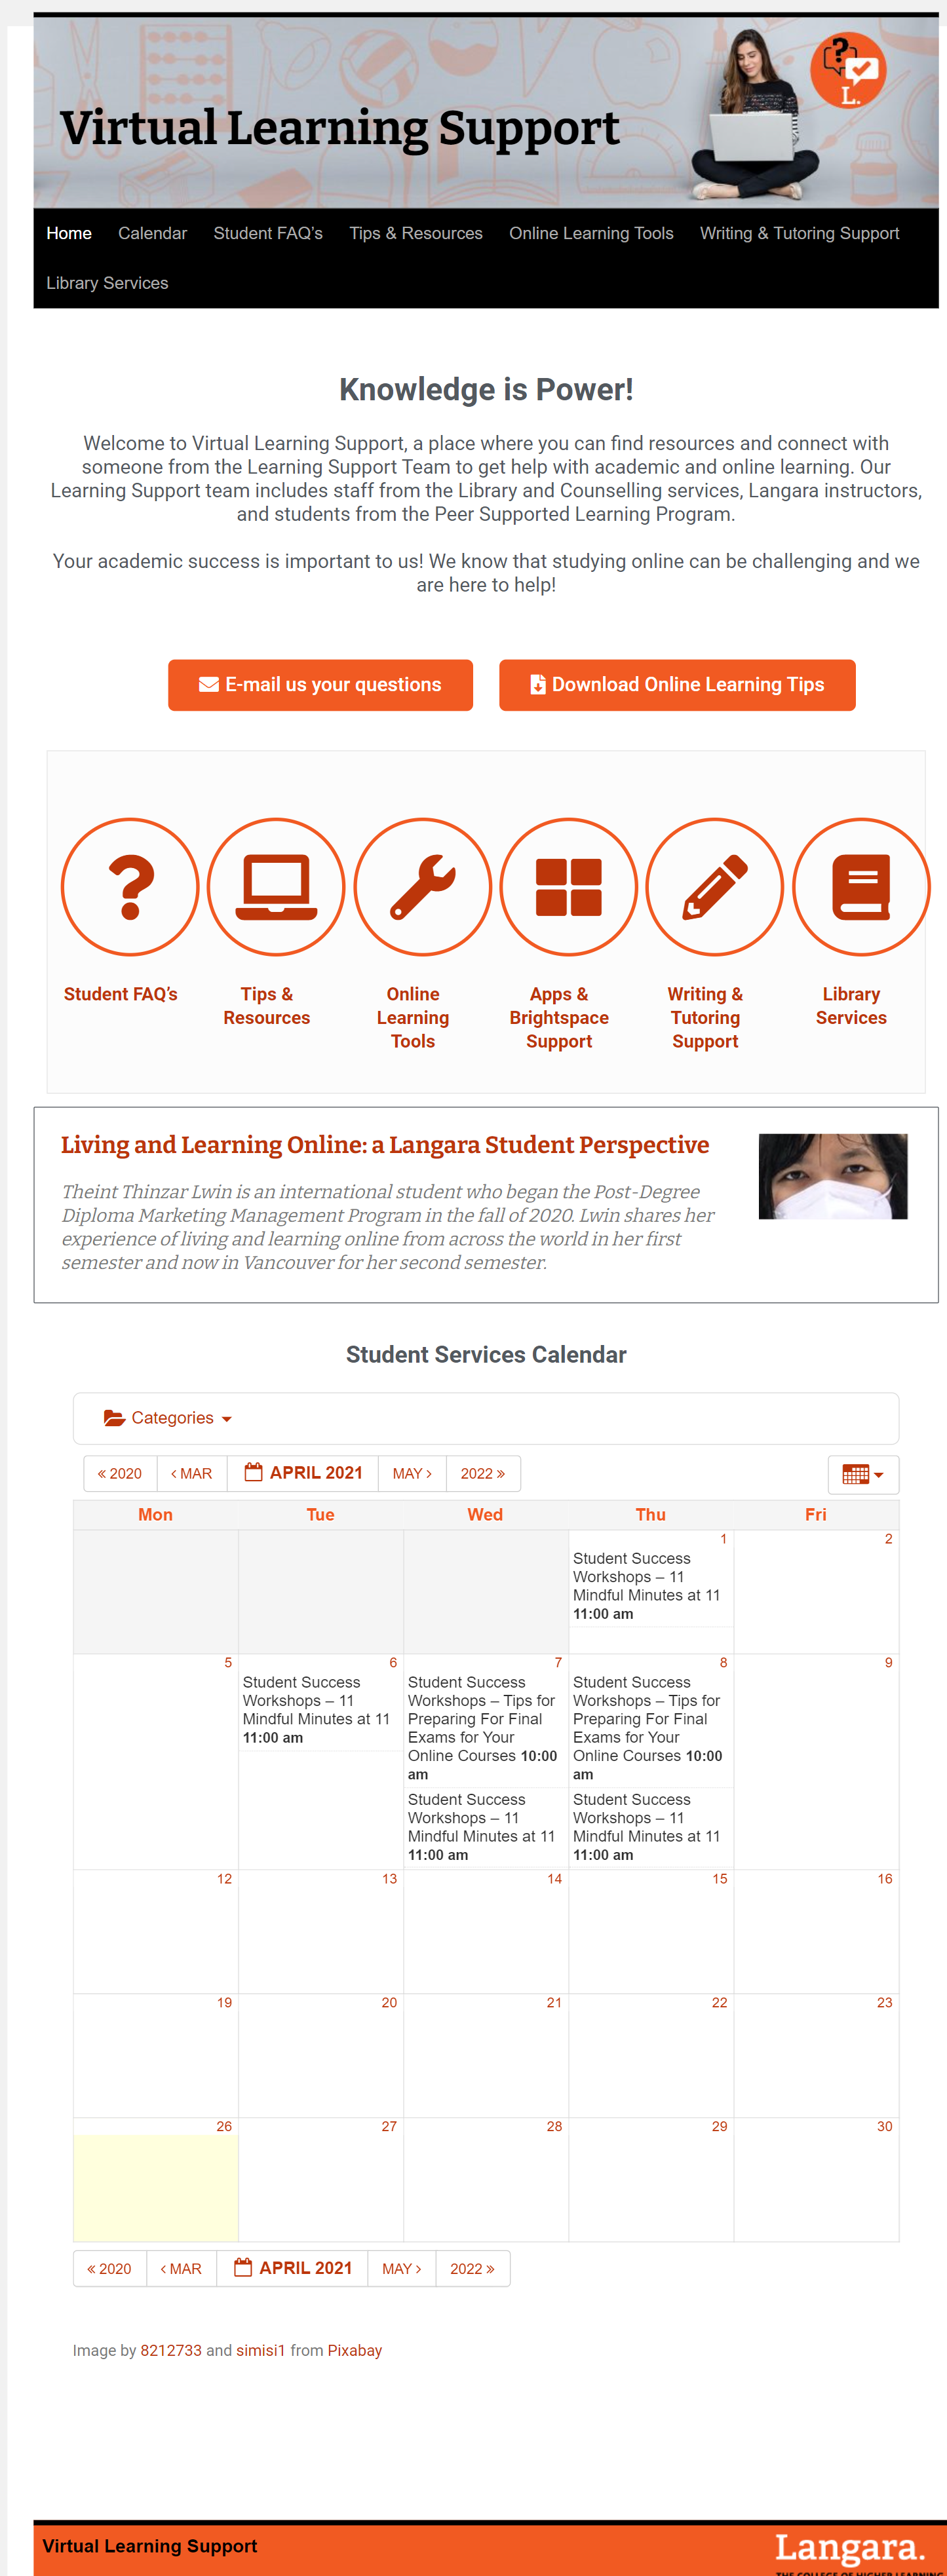 Virtual Learning Support
?
L.
Home Calendar Student FAQ's Tips & Resources Online Learning Tools Writing & Tutoring Support
Library Services
Knowledge is Power!
Welcome to Virtual Learning Support, a place where you can find resources and connect with
someone from the Learning Support Team to get help with academic and online learning. Our
Learning Support team includes staff from the Library and Counselling services, Langara instructors,
and students from the Peer Supported Learning Program.
Your academic success is important to us! We know that studying online can be challenging and we
are here to help!
E-mail us your questions
Download Online Learning Tips
?
Student FAQ's
Tips &
Resources
Online
Learning
Tools
Apps &
Brightspace
Support
Writing &
Tutoring
Support
Library
Services
Living and Learning Online: a Langara Student Perspective
Theint Thinzar Lwin is an international student who began the Post-Degree
Diploma Marketing Management Program in the fall of 2020. Lwin shares her
experience of living and learning online from across the world in her first
semester and now in Vancouver for her second semester.
Student Services Calendar
Categories
« 2020 ‹ MAR APRIL 2021 MAY › 2022 »
Mon Tue Wed Thu Fri
1
Student Success
Workshops – 11
Mindful Minutes at 11
11:00 am
2
5
6
Student Success
Workshops – 11
Mindful Minutes at 11
11:00 am
7
Student Success
Workshops – Tips for
Preparing For Final
Exams for Your
Online Courses 10:00
am
Student Success
Workshops – 11
Mindful Minutes at 11
11:00 am
8
Student Success
Workshops – Tips for
Preparing For Final
Exams for Your
Online Courses 10:00
am
Student Success
Workshops – 11
Mindful Minutes at 11
11:00 am
9
12 13 14 15 16
19 20 21 22 23
26 27 28 29 30
« 2020 ‹ MAR APRIL 2021 MAY › 2022 »
Image by 8212733 and simisi1 from Pixabay
Virtual Learning Support
Langara.
THE COLLEGE OF HIGHER LEARNING